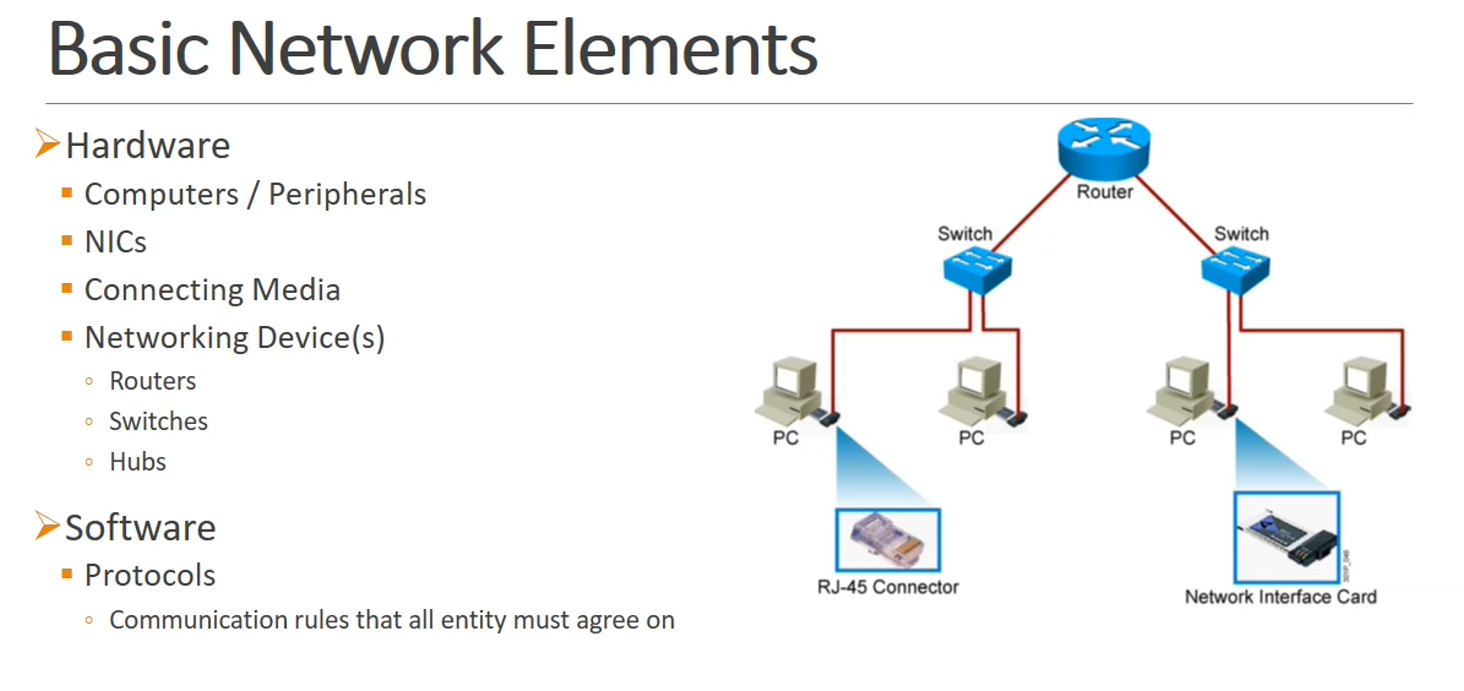 Basic Network Elements
Hardware
Computers / Peripherals
NICs
Connecting Media
Networking Device(s)
Routers
Switches
Hubs
Software
Protocols
Communication rules that all entity must agree on
Router
Switch
Switch
PC
PC
PC
PC
RJ-45 Connector
Network Interface Card